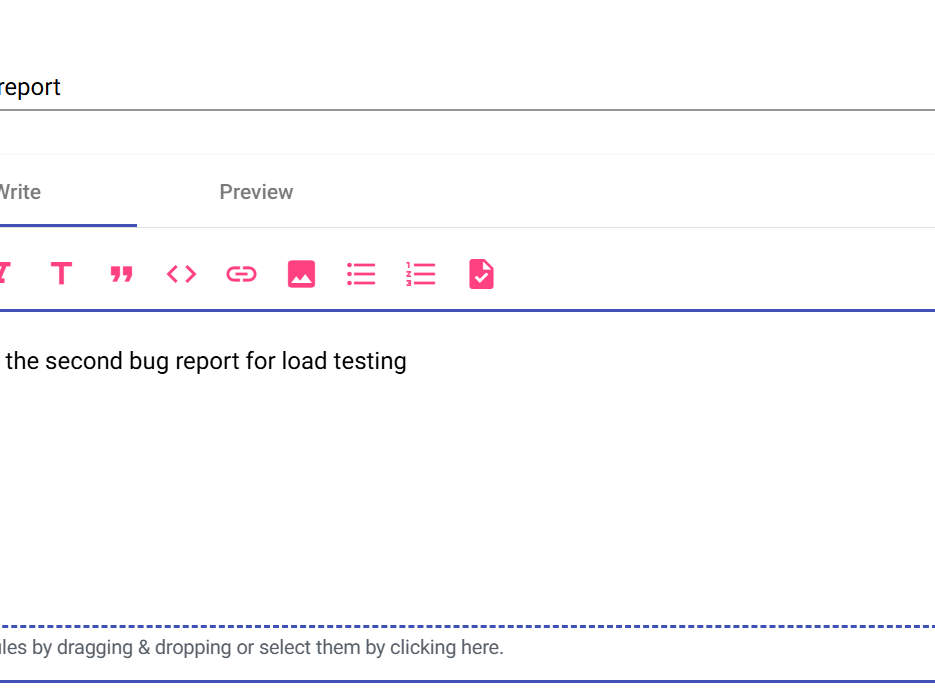 report
Write
Preview
the second bug report for load testing
les by dragging & dropping or select them by clicking here.